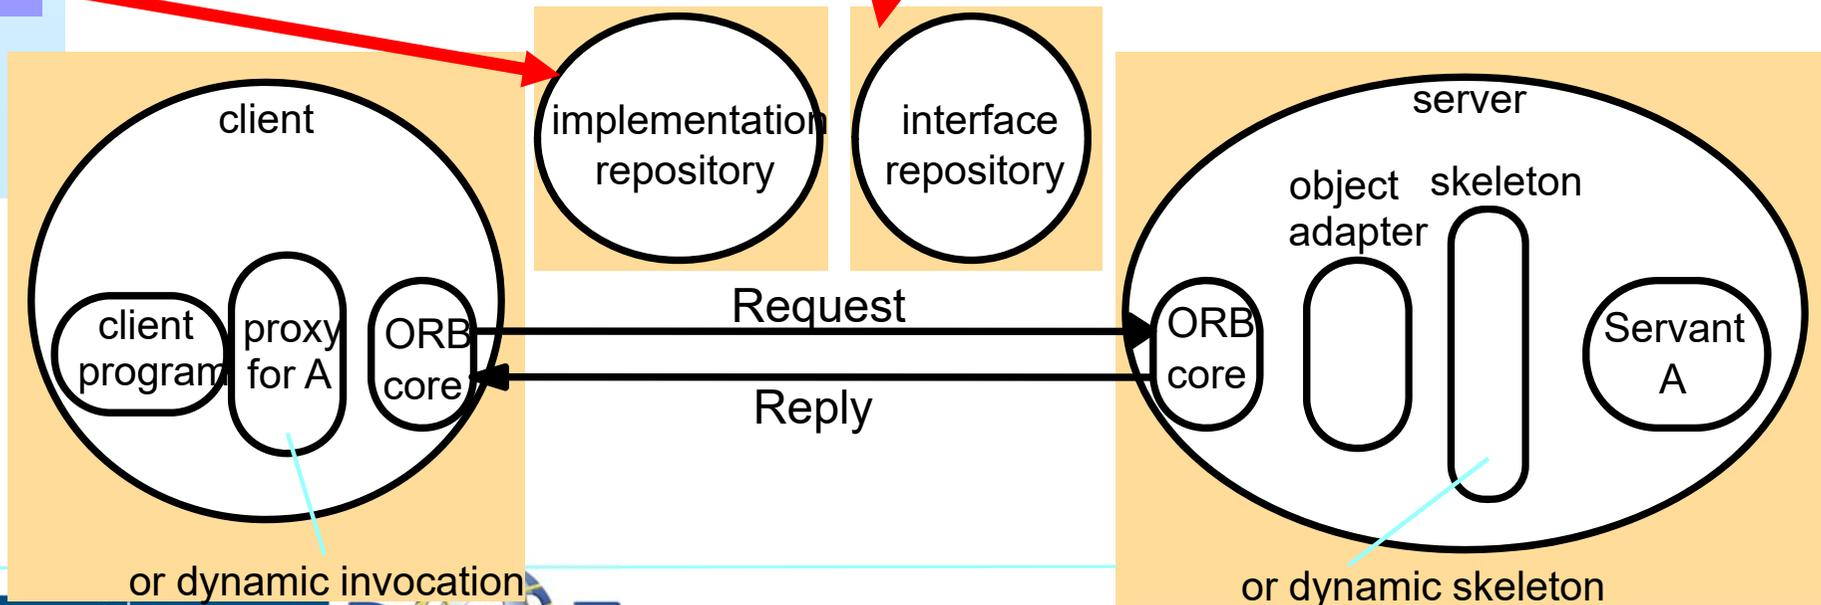 client
implementation
repository
interface
repository
server
object
adapter
skeleton
client
program
proxy
for A
ORB
core
Request
Reply
ORB
core
Servant
A
or dynamic invocation
or dynamic skeleton